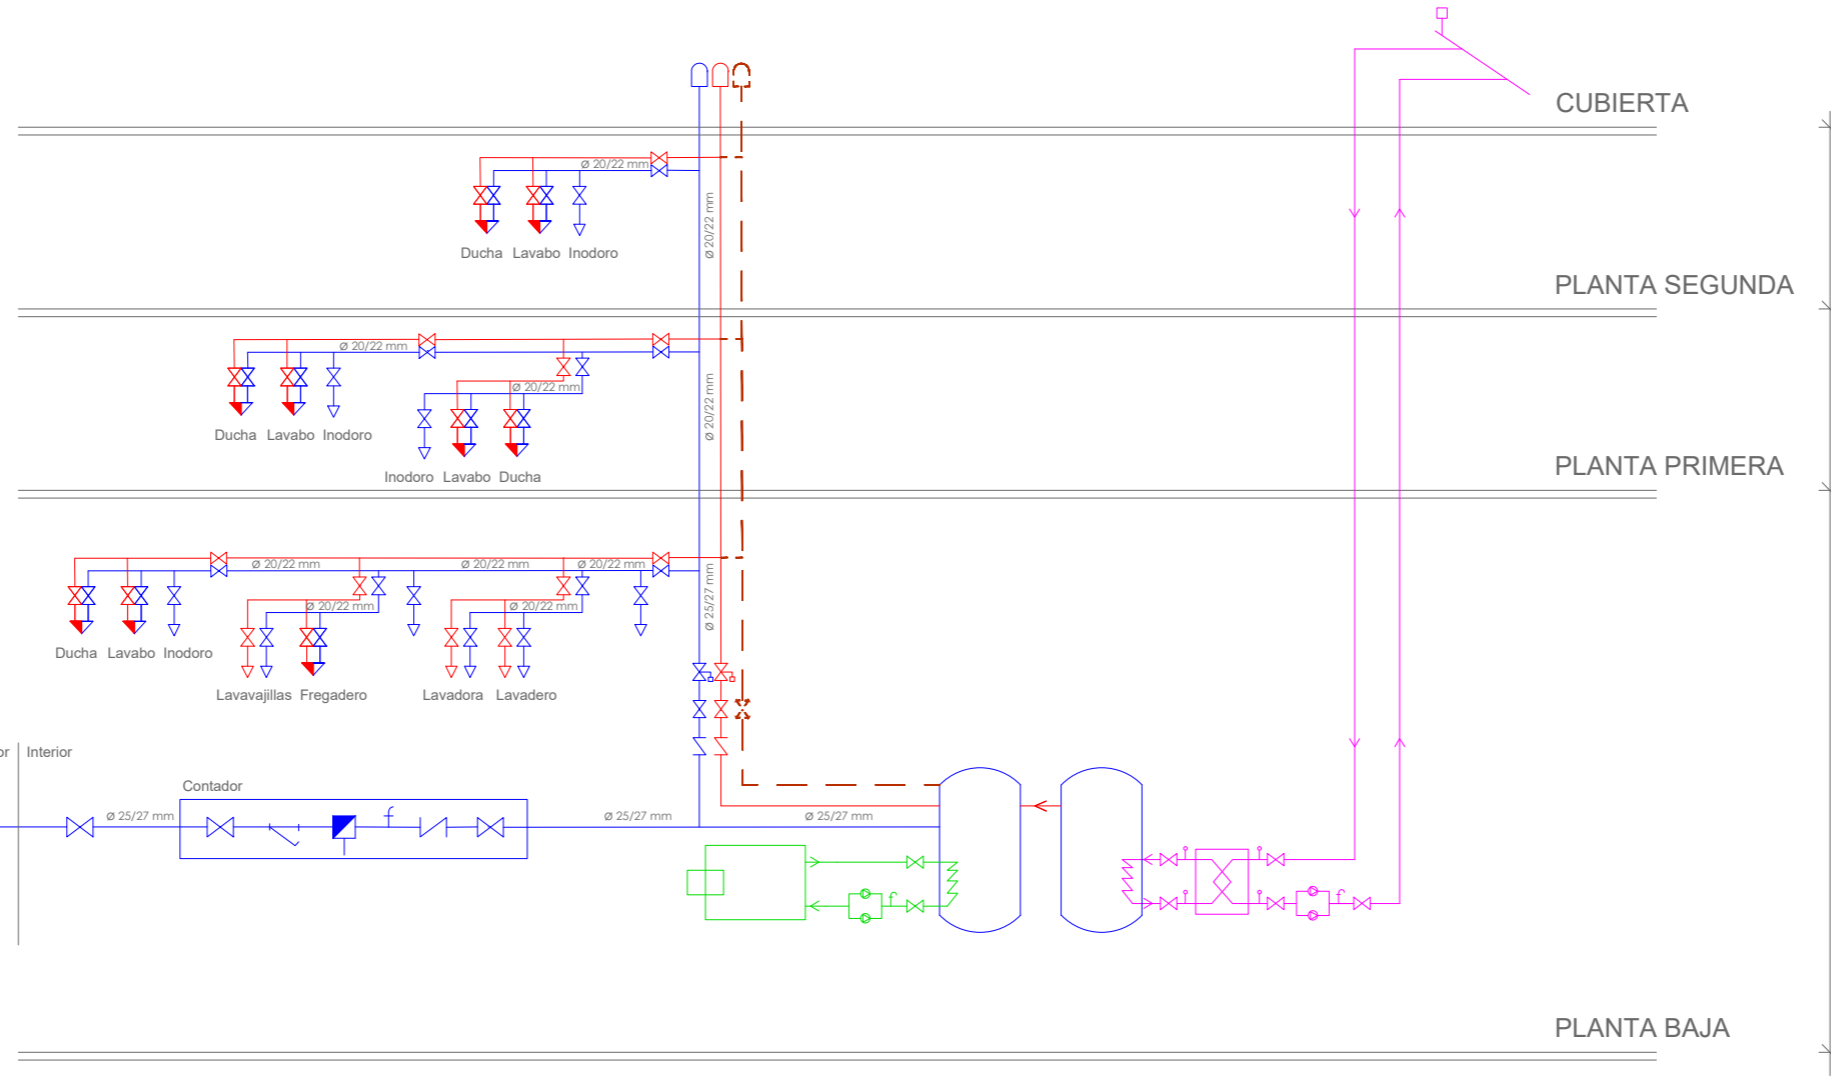 CUBIERTA
Ø 20/22 mm
Ø 20/22 mm
Ducha Lavabo Inodoro
PLANTA SEGUNDA
Ø 20/22 mm
Ø 20/22 mm
Ø 20/22 mm
Ducha Lavabo Inodoro
Inodoro Lavabo Ducha
PLANTA PRIMERA
Ø 20/22 mm Ø 20/22 mm Ø 20/22 mm
Ø 25/27 mm
Ø 20/22 mm Ø 20/22 mm
Ducha Lavabo Inodoro
Lavavajillas Fregadero Lavadora Lavadero
or Interior
Contador
Ø 25/27 mm Ø 25/27 mm Ø 25/27 mm
PLANTA BAJA